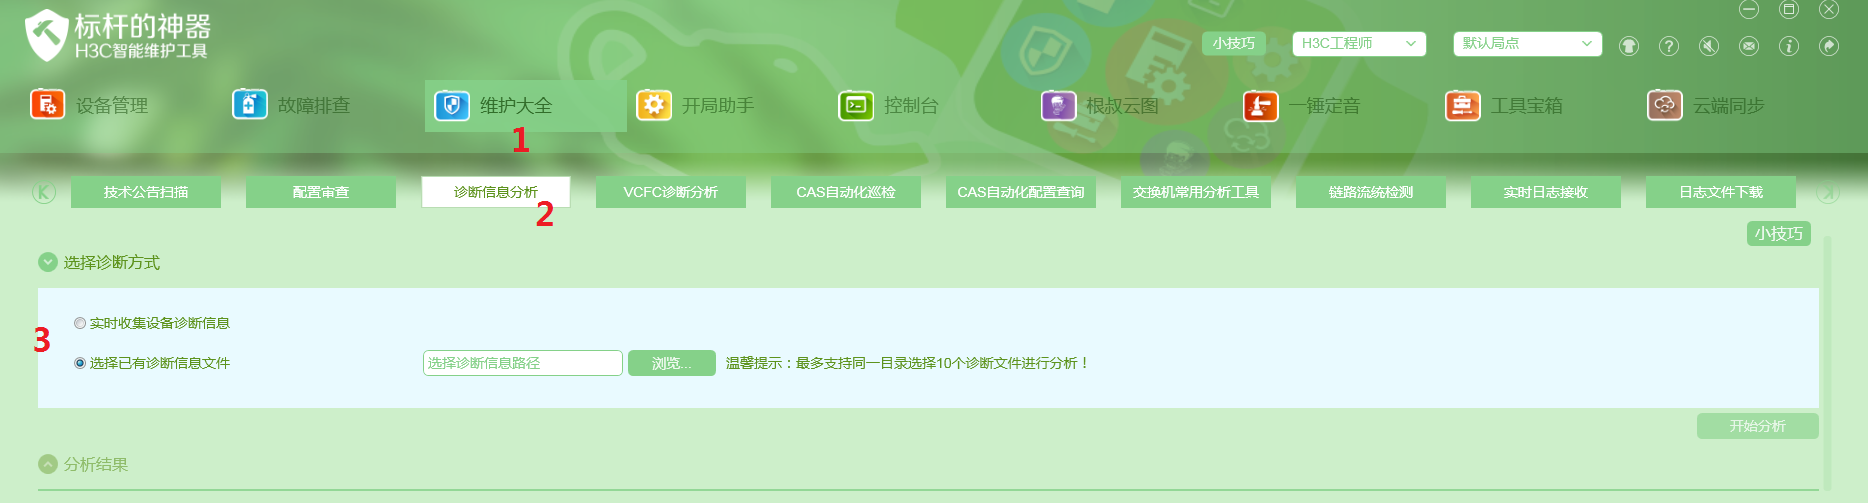 标杆的神器
H3C智能维护工具
小技巧 H3C工程师 默认局点
设备管理 故障排查 维护大全 开局助手 控制台 根叔云图 一锤定音 工具宝箱 云端同步
1
技术公告扫描 配置审查 诊断信息分析 VCFC诊断分析 CAS自动化巡检 CAS自动化配置查询 交换机常用分析工具 链路流统检测 实时日志接收 日志文件下载
2
小技巧
选择诊断方式
实时收集设备诊断信息
3
选择已有诊断信息文件 选择诊断信息路径 浏览... 温馨提示：最多支持同一目录选择10个诊断文件进行分析！
开始分析
分析结果